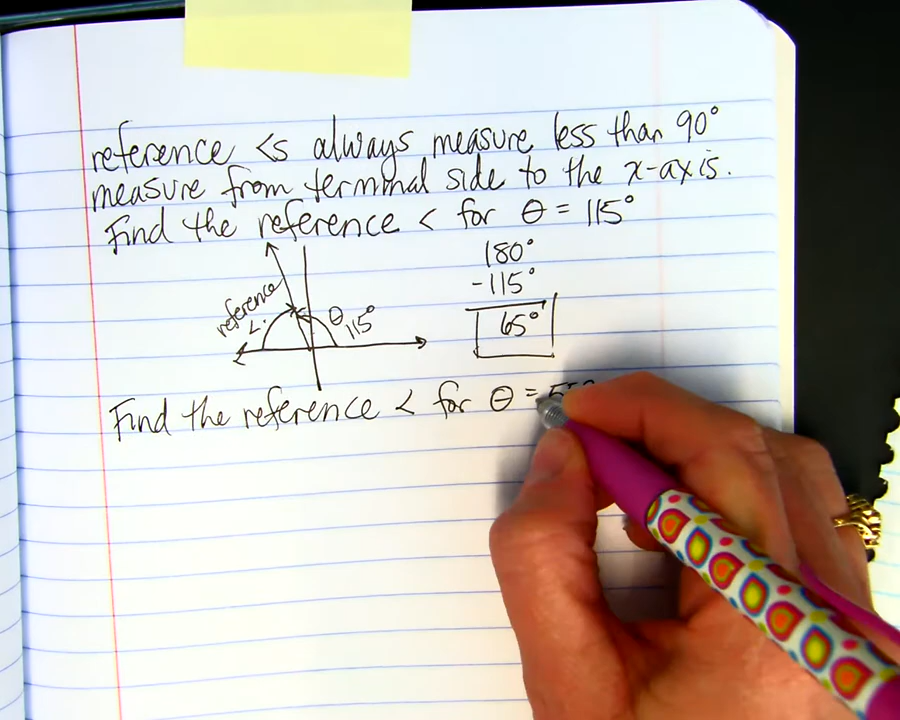 reference <s always measure less than 90°
measure from terminal side to the x-axis.
Find the reference < for θ = 115°
180°
-115°
65°
reference
<.
θ
115°
Find the reference < for θ =